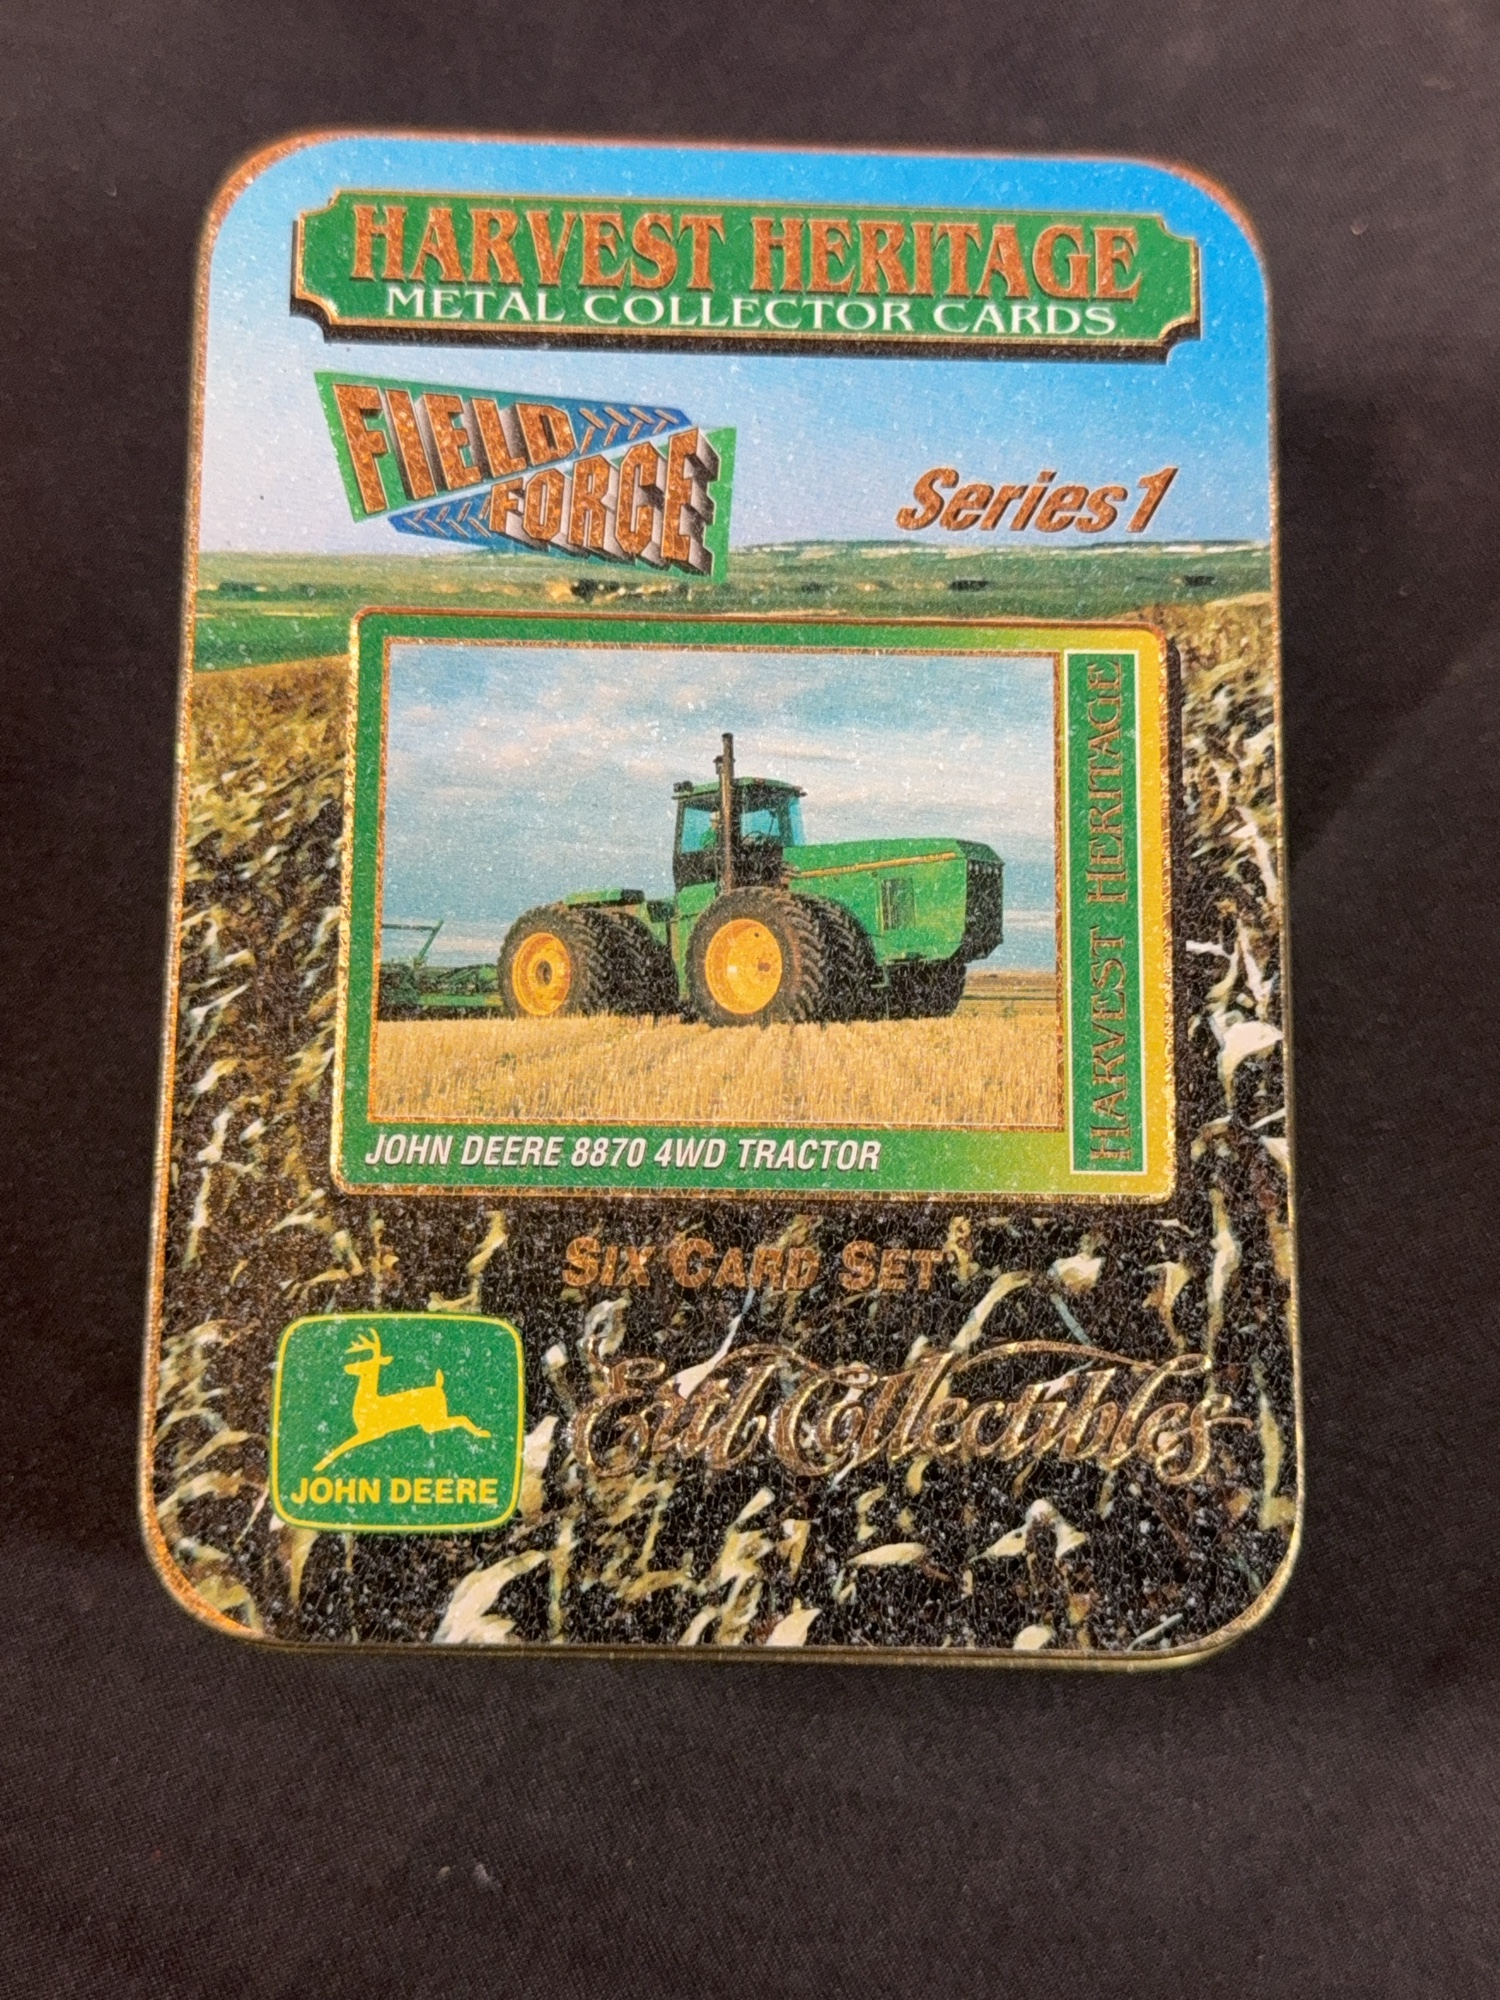 HARVEST HERITAGE
METAL COLLECTOR CARDS
FIELD
FORCE
Series 1
HARVEST HERITAGE
JOHN DEERE 8870 4WD TRACTOR
SIX CARD SET
JOHN DEERE
Ertl Collectibles